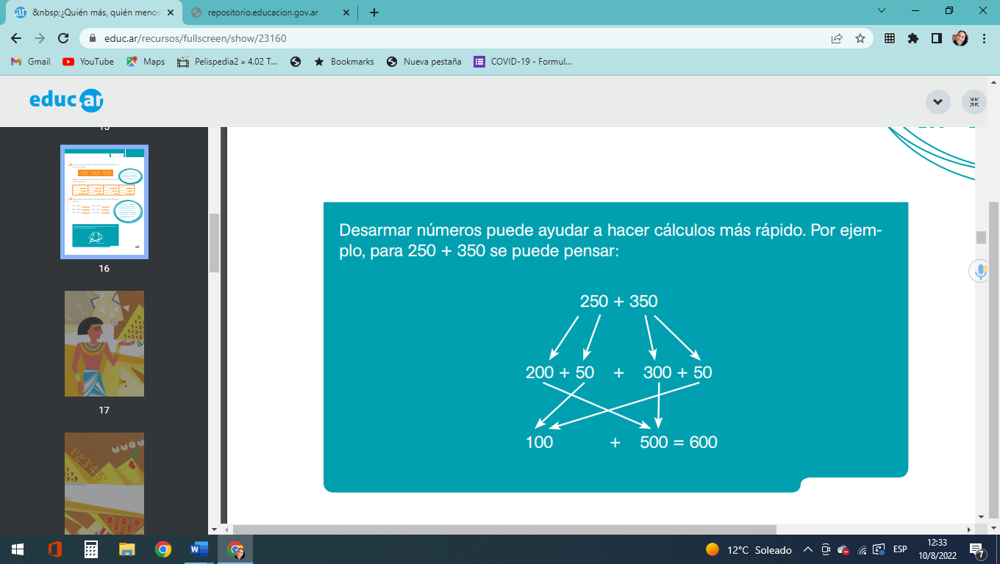 &nbsp;¿Quién más, quién menos
repositorio.educacion.gov.ar
educ.ar/recursos/fullscreen/show/23160
Gmail
YouTube
Maps
Pelispedia2 » 4.02 T...
Bookmarks
Nueva pestaña
COVID-19 - Formul...
educ ar
15
16
17
Desarmar números puede ayudar a hacer cálculos más rápido. Por ejem-
plo, para 250 + 350 se puede pensar:
250 + 350
200 + 50 + 300 + 50
100 + 500 = 600
12°C Soleado
ESP
12:33
10/8/2022
7